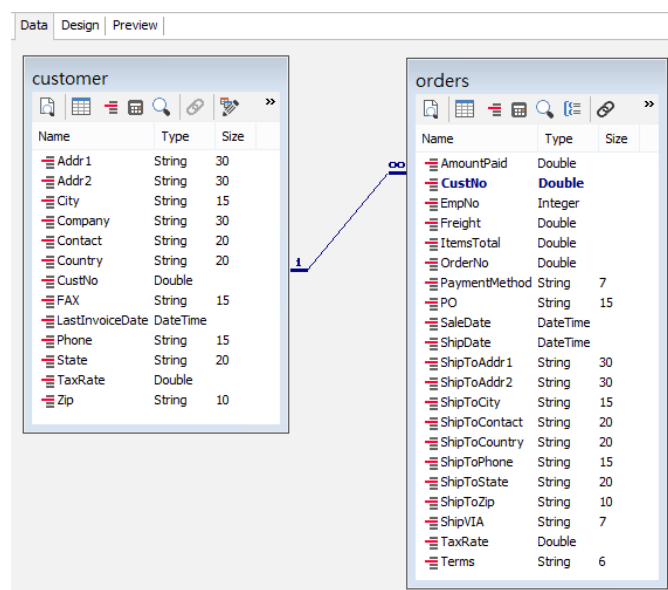 Data Design Preview
customer
»
Name Type Size
Addr1 String 30
Addr2 String 30
City String 15
Company String 30
Contact String 20
Country String 20
CustNo Double
FAX String 15
LastInvoiceDate DateTime
Phone String 15
State String 20
TaxRate Double
Zip String 10
1
∞
orders
»
Name Type Size
AmountPaid Double
CustNo Double
EmpNo Integer
Freight Double
ItemsTotal Double
OrderNo Double
PaymentMethod String 7
PO String 15
SaleDate DateTime
ShipDate DateTime
ShipToAddr1 String 30
ShipToAddr2 String 30
ShipToCity String 15
ShipToContact String 20
ShipToCountry String 20
ShipToPhone String 15
ShipToState String 20
ShipToZip String 10
ShipVIA String 7
TaxRate Double
Terms String 6